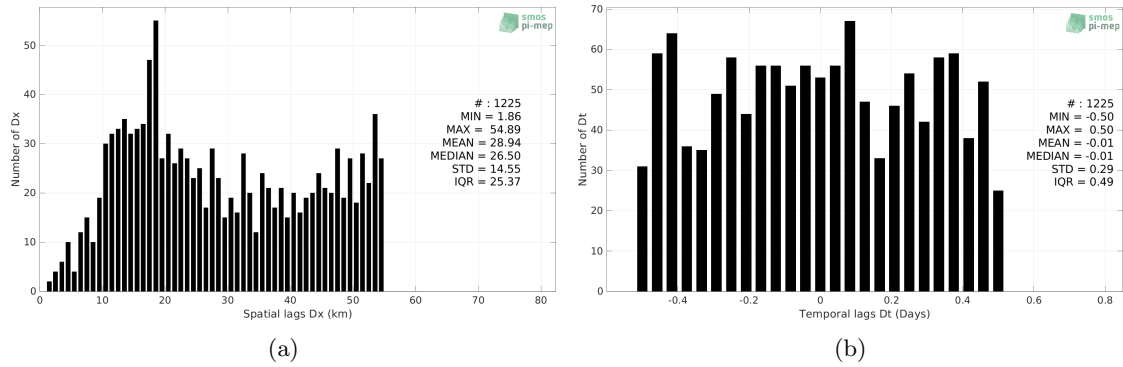 smos
pi-mep
50
40
30
20
10
0
Number of Dx
# : 1225
MIN = 1.86
MAX = 54.89
MEAN = 28.94
MEDIAN = 26.50
STD = 14.55
IQR = 25.37
0 10 20 30 40 50 60 70 80
Spatial lags Dx (km)
(a)
smos
pi-mep
70
60
50
40
30
20
10
0
Number of Dt
# : 1225
MIN = -0.50
MAX = 0.50
MEAN = -0.01
MEDIAN = -0.01
STD = 0.29
IQR = 0.49
-0.4 -0.2 0 0.2 0.4 0.6 0.8
Temporal lags Dt (Days)
(b)